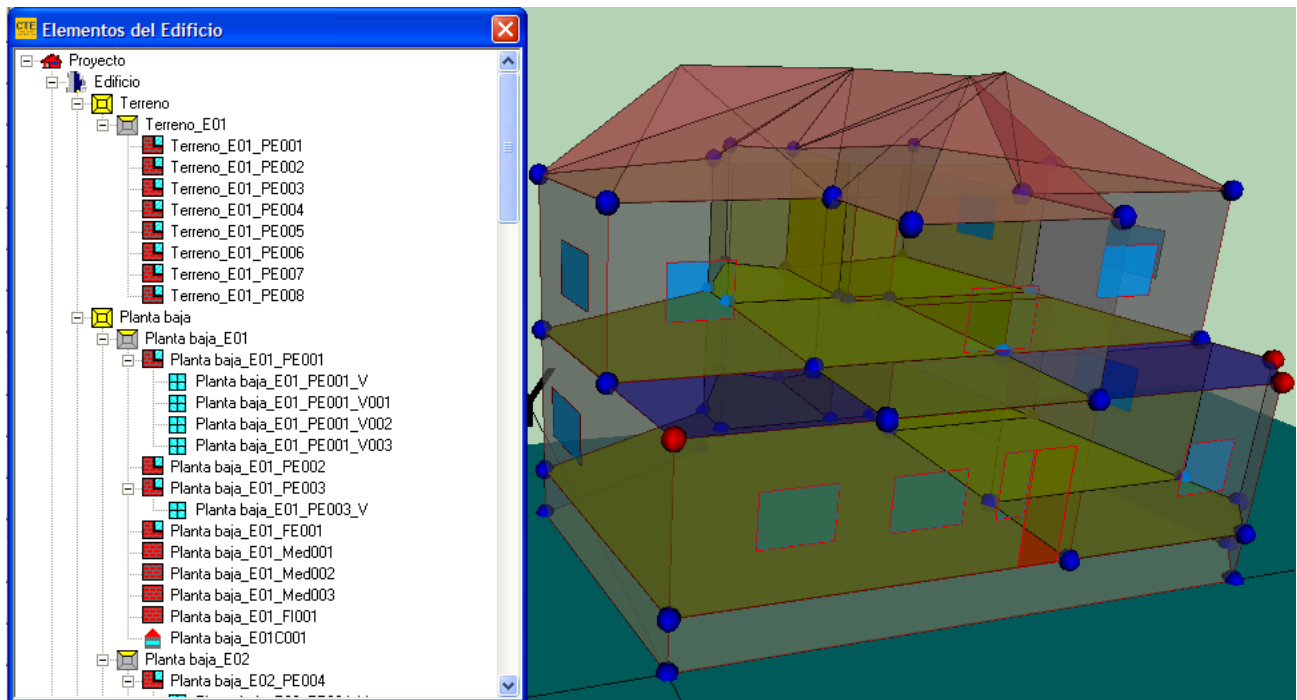 CTE Elementos del Edificio
Proyecto
Edificio
Terreno
Terreno_E01
Terreno_E01_PE001
Terreno_E01_PE002
Terreno_E01_PE003
Terreno_E01_PE004
Terreno_E01_PE005
Terreno_E01_PE006
Terreno_E01_PE007
Terreno_E01_PE008
Planta baja
Planta baja_E01
Planta baja_E01_PE001
Planta baja_E01_PE001_V
Planta baja_E01_PE001_V001
Planta baja_E01_PE001_V002
Planta baja_E01_PE001_V003
Planta baja_E01_PE002
Planta baja_E01_PE003
Planta baja_E01_PE003_V
Planta baja_E01_FE001
Planta baja_E01_Med001
Planta baja_E01_Med002
Planta baja_E01_Med003
Planta baja_E01_FI001
Planta baja_E01C001
Planta baja_E02
Planta baja_E02_PE004